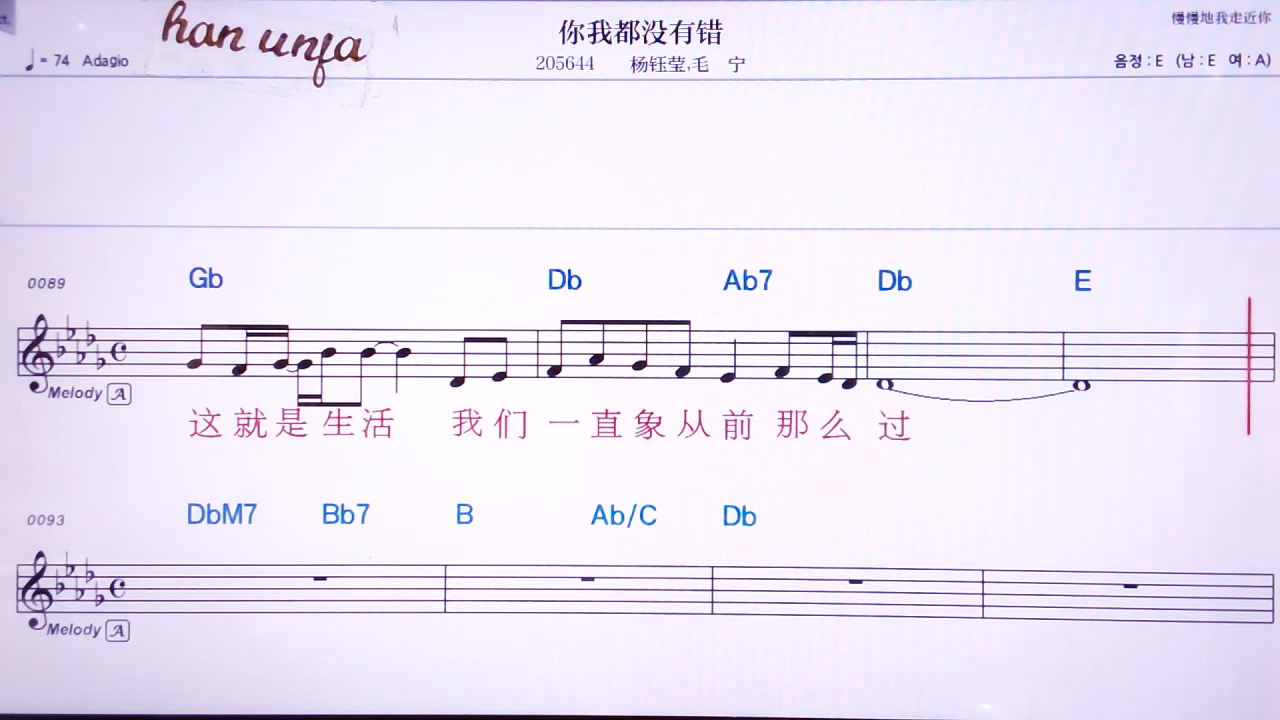 han unja
你我都没有错
慢慢地我走近你
♩= 74 Adagio
205644 杨钰莹,毛 宁
음정 : E (남 : E 여 : A)
0089 Gb Db Ab7 Db E
Melody A
这就是生活 我们一直象从前那么过
0093 DbM7 Bb7 B Ab/C Db
Melody A